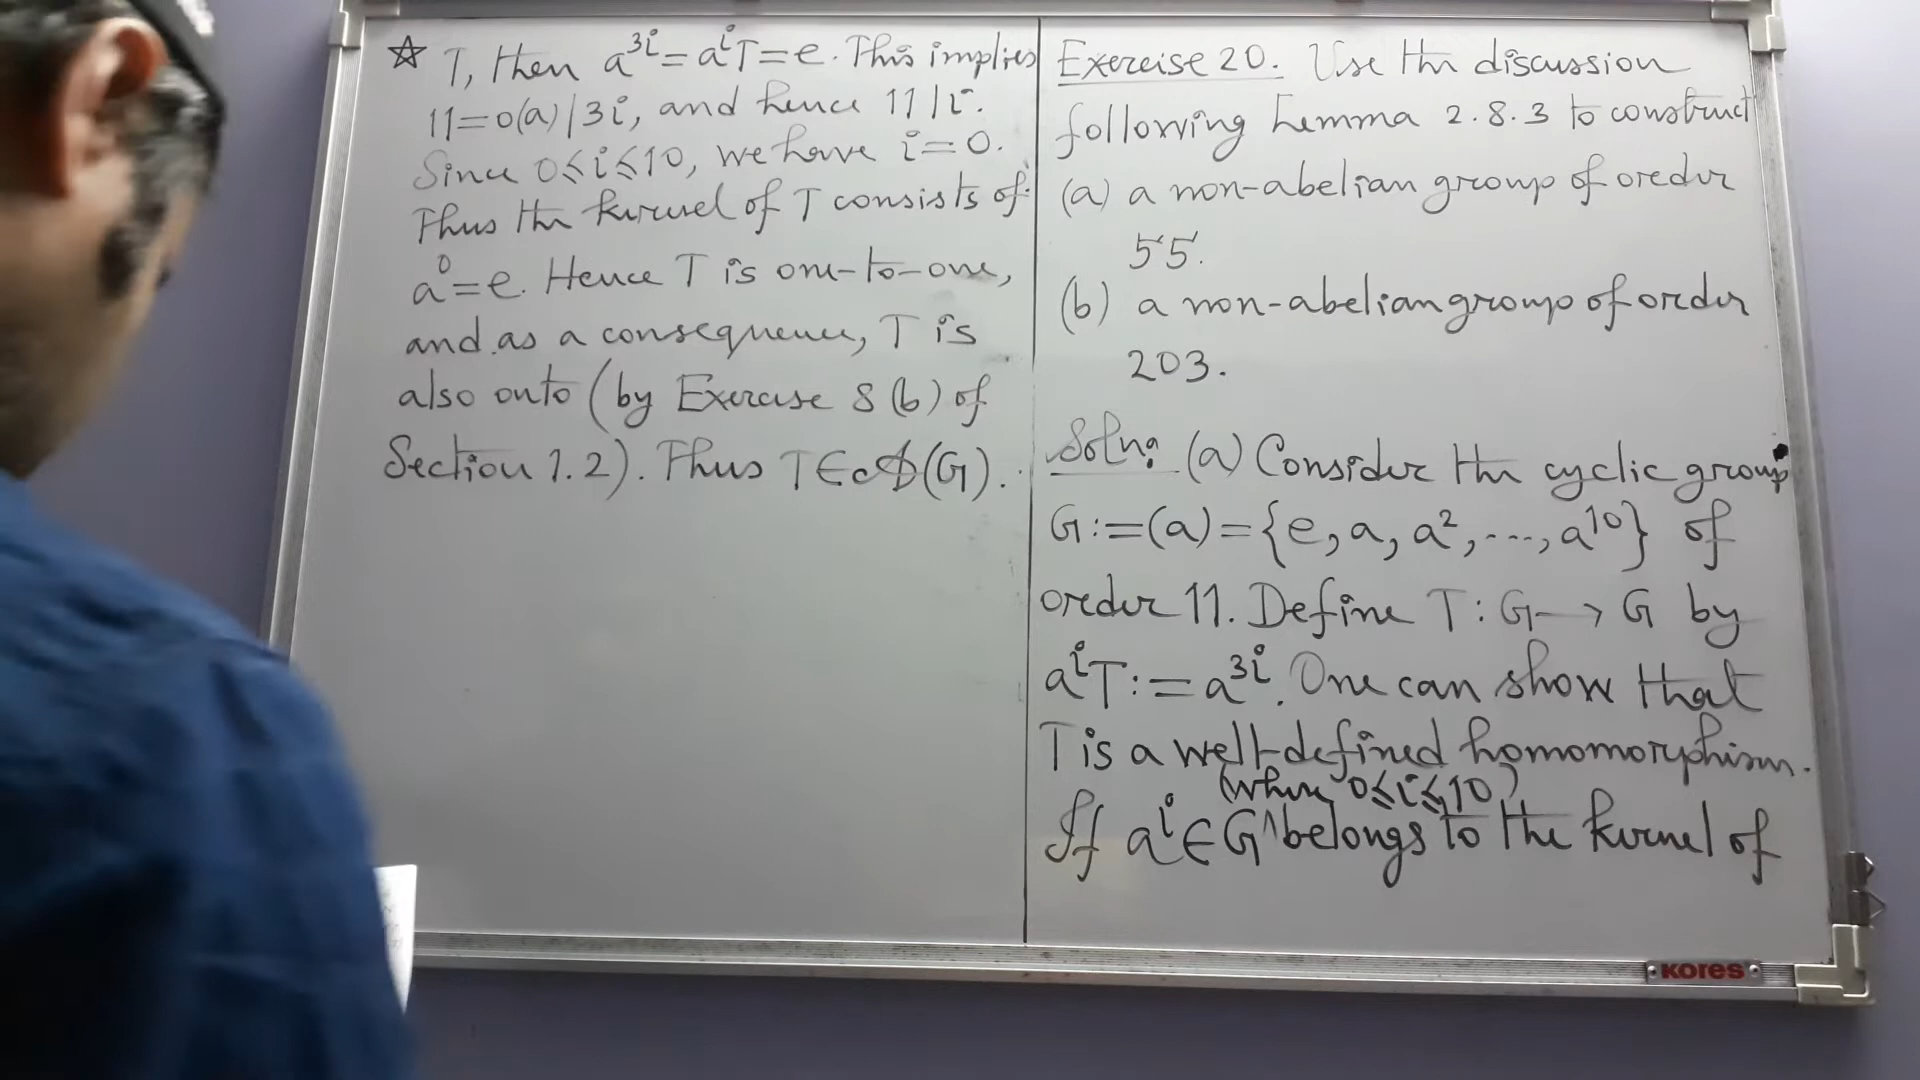 ☆ T, then a^{3i} = a^i T = e. This implies
11 = o(a) | 3i, and hence 11 | i.
Since 0 ≤ i ≤ 10, we have i = 0.
Thus the kernel of T consists of
a^0 = e. Hence T is one-to-one,
and as a consequence, T is
also onto (by Exercise 8 (b) of
Section 1.2). Thus T ∈ 𝒜(G).
Exercise 20. Use the discussion
following Lemma 2.8.3 to construct
(a) a non-abelian group of order
55.
(b) a non-abelian group of order
203.
Soln: (a) Consider the cyclic group
G := (a) = {e, a, a^2, ..., a^{10}} of
order 11. Define T : G → G by
a^i T := a^{3i}. One can show that
T is a well-defined homomorphism.
(where 0 ≤ i ≤ 10)
If a^i ∈ G ^ belongs to the kernel of
kores